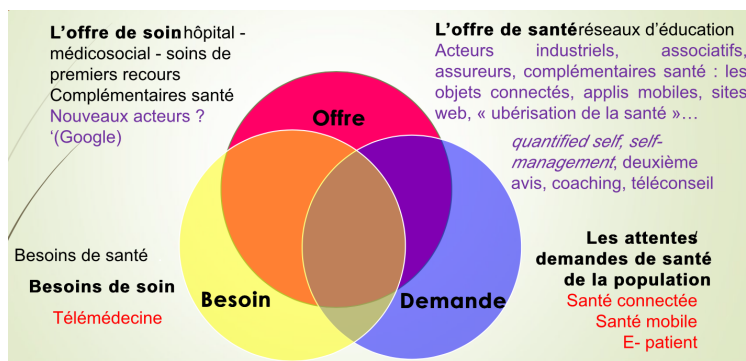 L'offre de soin hôpital -
médicosocial - soins de
premiers recours
Complémentaires santé
Nouveaux acteurs ?
‘(Google)
L'offre de santé réseaux d'éducation
Acteurs industriels, associatifs,
assureurs, complémentaires santé : les
objets connectés, applis mobiles, sites
web, « ubérisation de la santé »…
quantified self, self-
management, deuxième
avis, coaching, téléconseil
Offre
Besoin
Demande
Besoins de santé
Besoins de soin
Télémédecine
Les attentes/
demandes de santé
de la population
Santé connectée
Santé mobile
E- patient